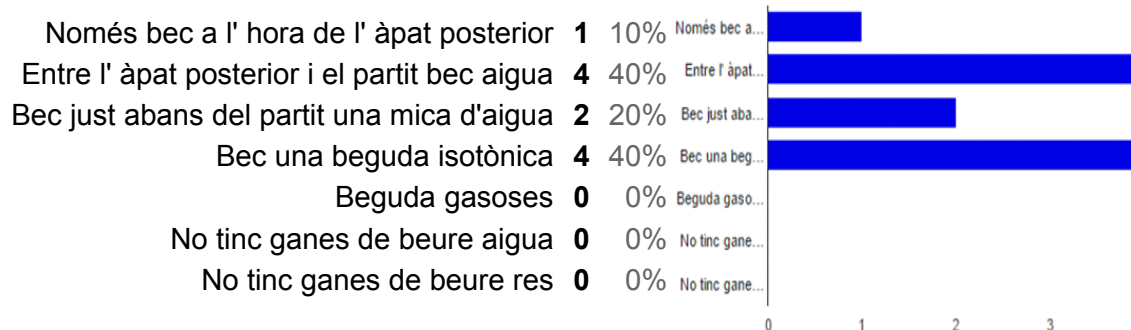 Només bec a l' hora de l' àpat posterior 1 10% Només bec a...
Entre l' àpat posterior i el partit bec aigua 4 40% Entre l' àpat...
Bec just abans del partit una mica d'aigua 2 20% Bec just aba...
Bec una beguda isotònica 4 40% Bec una beg...
Beguda gasoses 0 0% Beguda gaso...
No tinc ganes de beure aigua 0 0% No tinc gane...
No tinc ganes de beure res 0 0% No tinc gane...
0 1 2 3